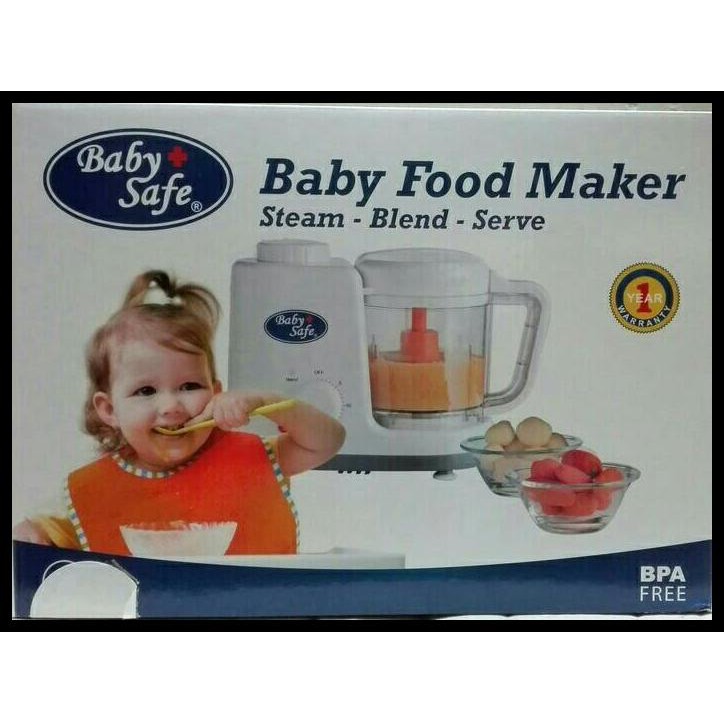 Baby
Safe®
Baby Food Maker
Steam - Blend - Serve
1
YEAR
WARRANTY
Baby
Safe
BPA
FREE